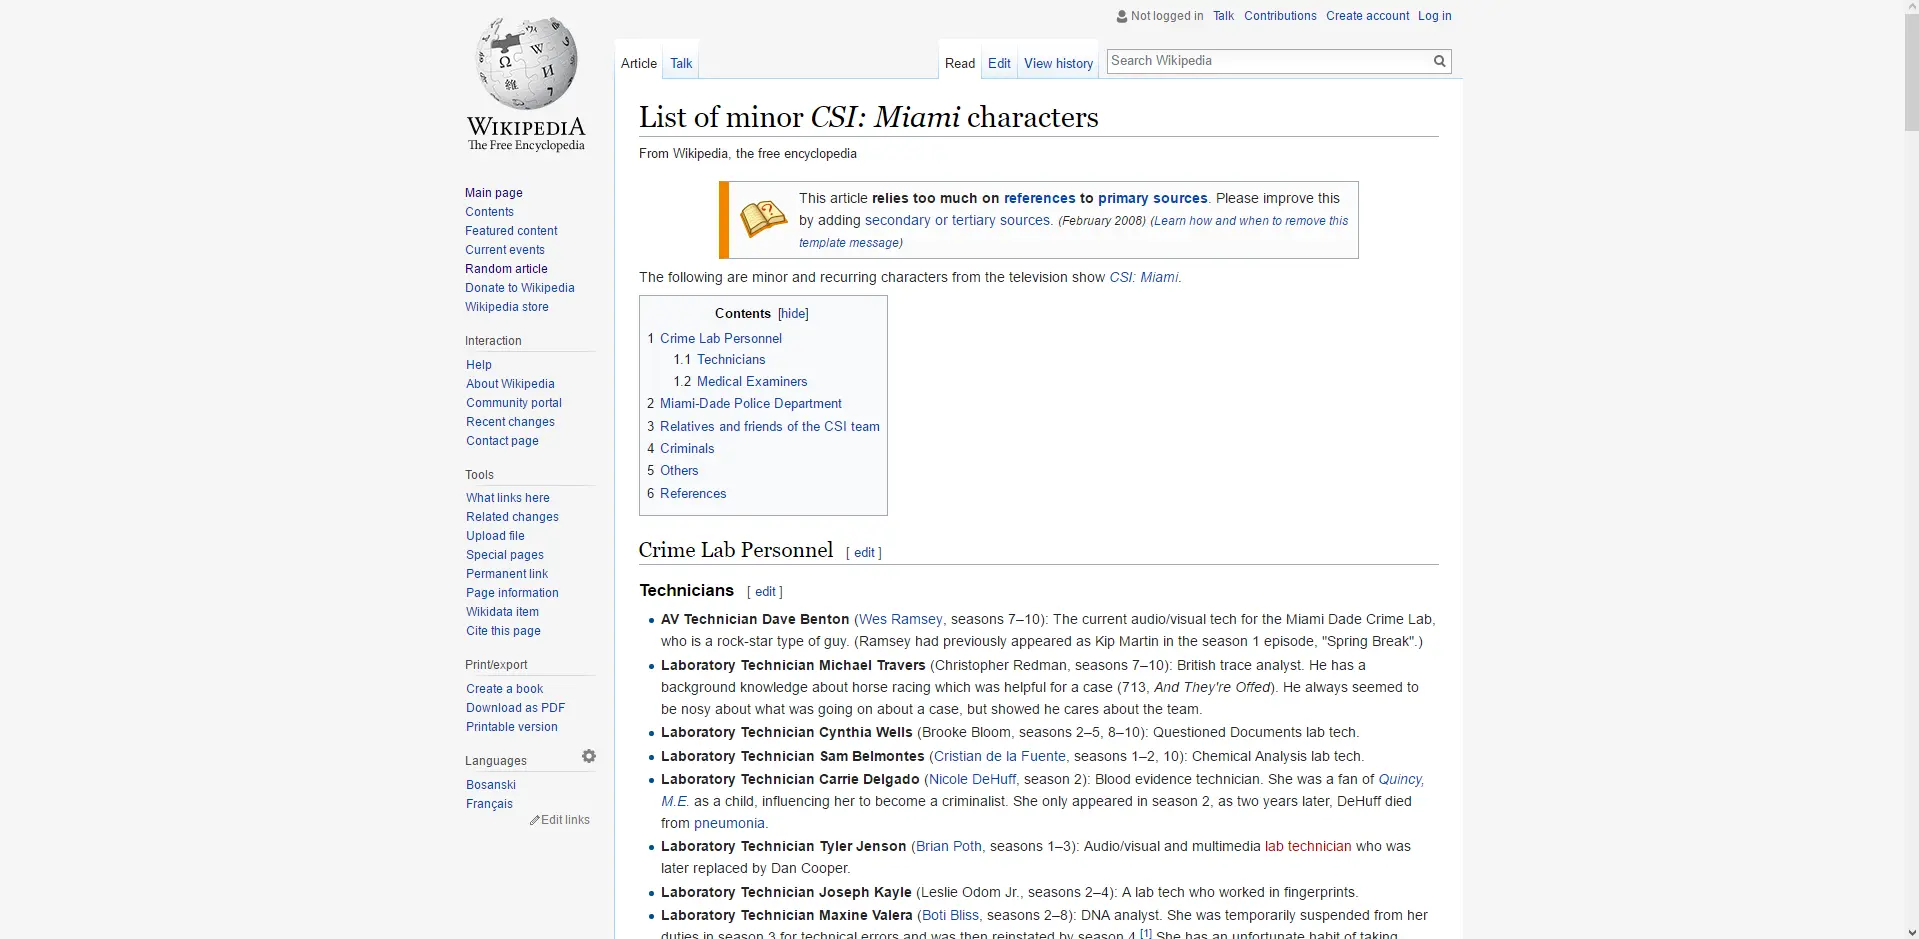 Not logged in Talk Contributions Create account Log in
Article Talk Read Edit View history Search Wikipedia
WIKIPEDIA
The Free Encyclopedia
Main page
Contents
Featured content
Current events
Random article
Donate to Wikipedia
Wikipedia store
Interaction
Help
About Wikipedia
Community portal
Recent changes
Contact page
Tools
What links here
Related changes
Upload file
Special pages
Permanent link
Page information
Wikidata item
Cite this page
Print/export
Create a book
Download as PDF
Printable version
Languages
Bosanski
Français
Edit links
List of minor CSI: Miami characters
From Wikipedia, the free encyclopedia
This article relies too much on references to primary sources. Please improve this
by adding secondary or tertiary sources. (February 2008) (Learn how and when to remove this
template message)
The following are minor and recurring characters from the television show CSI: Miami.
Contents [hide]
1 Crime Lab Personnel
1.1 Technicians
1.2 Medical Examiners
2 Miami-Dade Police Department
3 Relatives and friends of the CSI team
4 Criminals
5 Others
6 References
Crime Lab Personnel [ edit ]
Technicians [ edit ]
AV Technician Dave Benton (Wes Ramsey, seasons 7–10): The current audio/visual tech for the Miami Dade Crime Lab,
who is a rock-star type of guy. (Ramsey had previously appeared as Kip Martin in the season 1 episode, "Spring Break".)
Laboratory Technician Michael Travers (Christopher Redman, seasons 7–10): British trace analyst. He has a
background knowledge about horse racing which was helpful for a case (713, And They're Offed). He always seemed to
be nosy about what was going on about a case, but showed he cares about the team.
Laboratory Technician Cynthia Wells (Brooke Bloom, seasons 2–5, 8–10): Questioned Documents lab tech.
Laboratory Technician Sam Belmontes (Cristian de la Fuente, seasons 1–2, 10): Chemical Analysis lab tech.
Laboratory Technician Carrie Delgado (Nicole DeHuff, season 2): Blood evidence technician. She was a fan of Quincy,
M.E. as a child, influencing her to become a criminalist. She only appeared in season 2, as two years later, DeHuff died
from pneumonia.
Laboratory Technician Tyler Jenson (Brian Poth, seasons 1–3): Audio/visual and multimedia lab technician who was
later replaced by Dan Cooper.
Laboratory Technician Joseph Kayle (Leslie Odom Jr., seasons 2–4): A lab tech who worked in fingerprints.
Laboratory Technician Maxine Valera (Boti Bliss, seasons 2–8): DNA analyst. She was temporarily suspended from her
duties in season 3 for technical errors and was then reinstated by season 4.[1] She has an unfortunate habit of taking